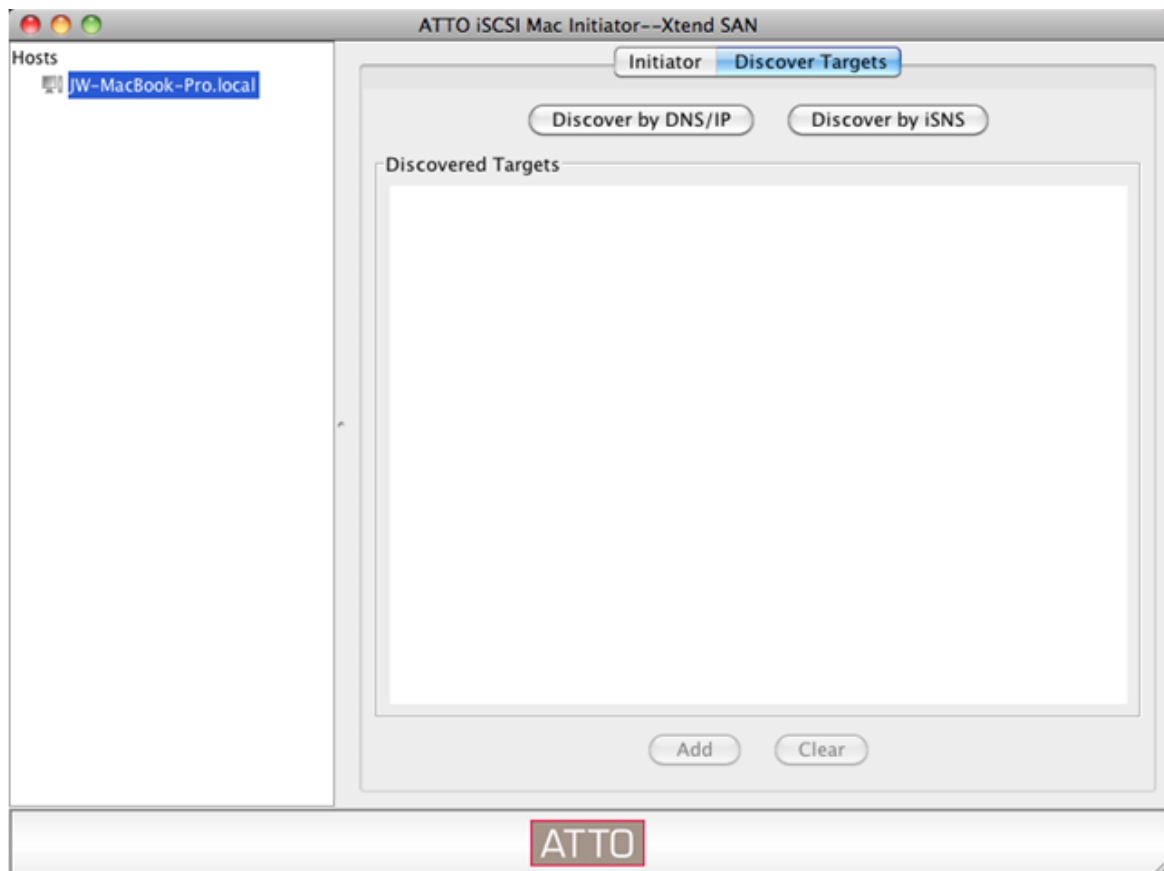 ATTO iSCSI Mac Initiator--Xtend SAN
Hosts
JW-MacBook-Pro.local
Initiator
Discover Targets
Discover by DNS/IP
Discover by iSNS
Discovered Targets
Add
Clear
ATTO